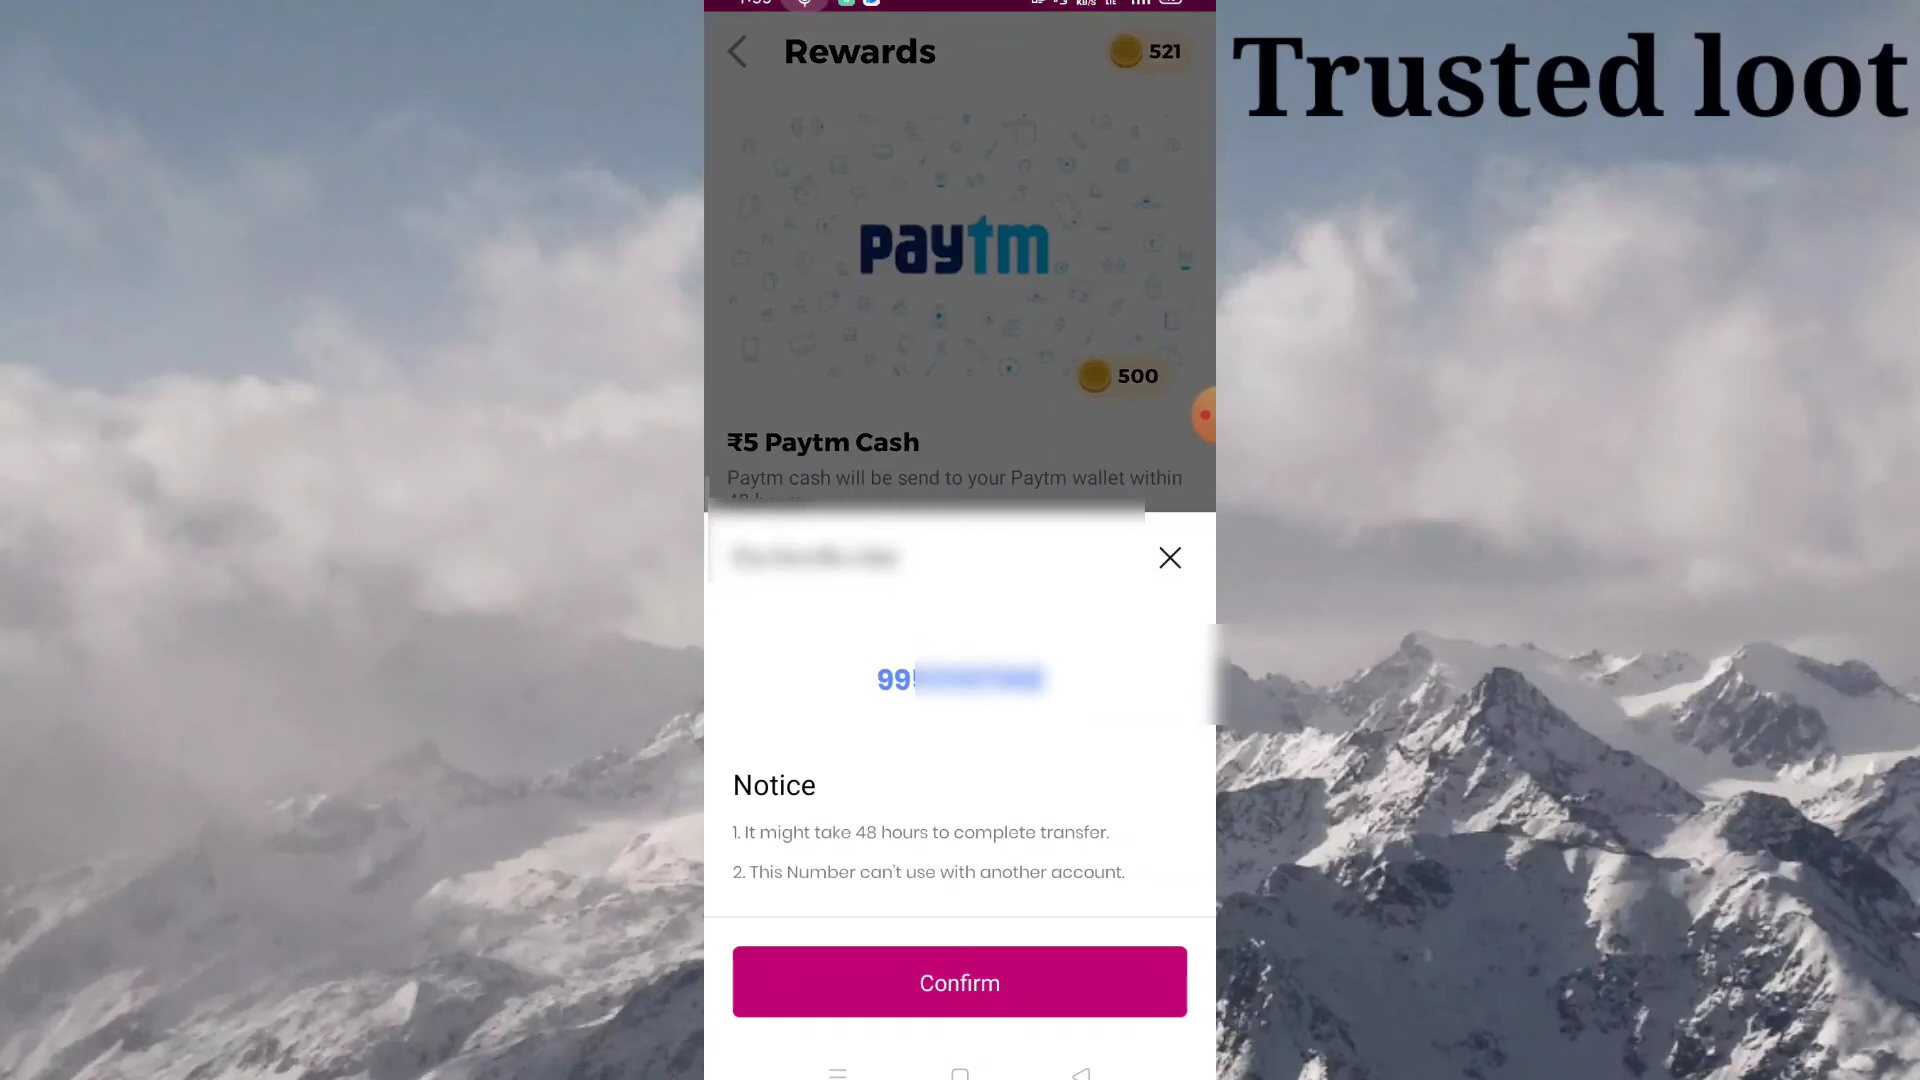 Trusted loot
Rewards
521
paytm
500
₹5 Paytm Cash
Paytm cash will be send to your Paytm wallet within
Notice
1. It might take 48 hours to complete transfer.
2. This Number can't use with another account.
Confirm